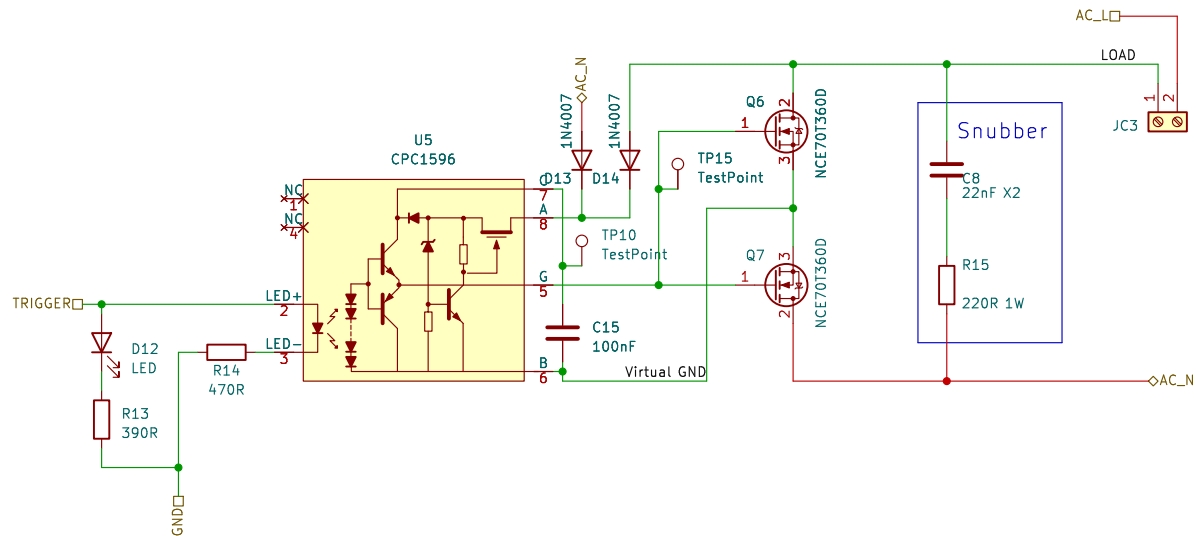 AC_L
LOAD
AC_N
1N4007
1N4007
D13
D14
Q6
NCE70T360D
1
2
3
1
2
JC3
Snubber
C8
22nF X2
R15
220R 1W
U5
CPC1596
NC
1
NC
4
C
7
A
8
G
5
B
6
LED+
2
LED-
3
TP15
TestPoint
TP10
TestPoint
Q7
NCE70T360D
1
3
2
C15
100nF
Virtual GND
AC_N
TRIGGER
D12
LED
R14
470R
R13
390R
GND